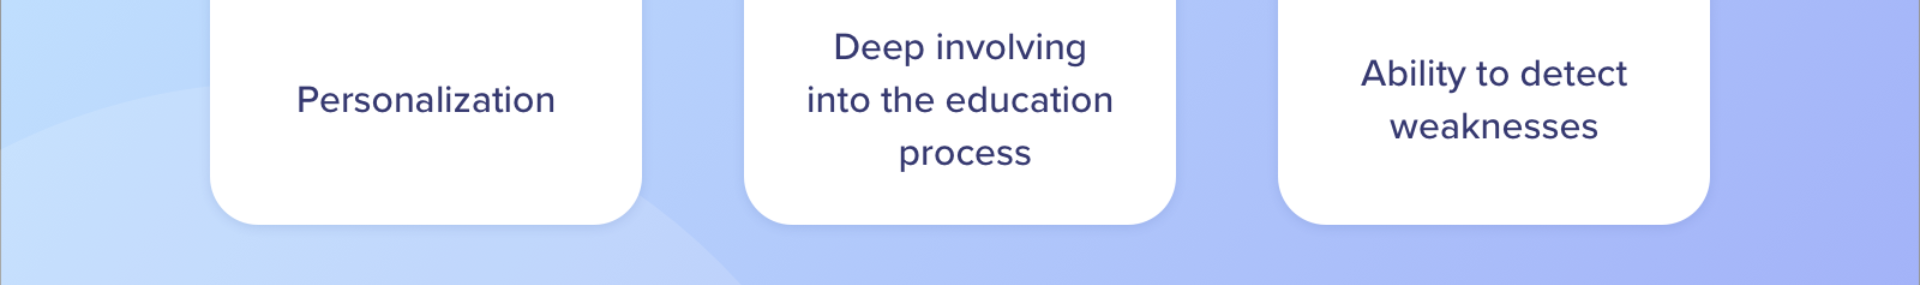 Personalization
Deep involving
into the education
process
Ability to detect
weaknesses